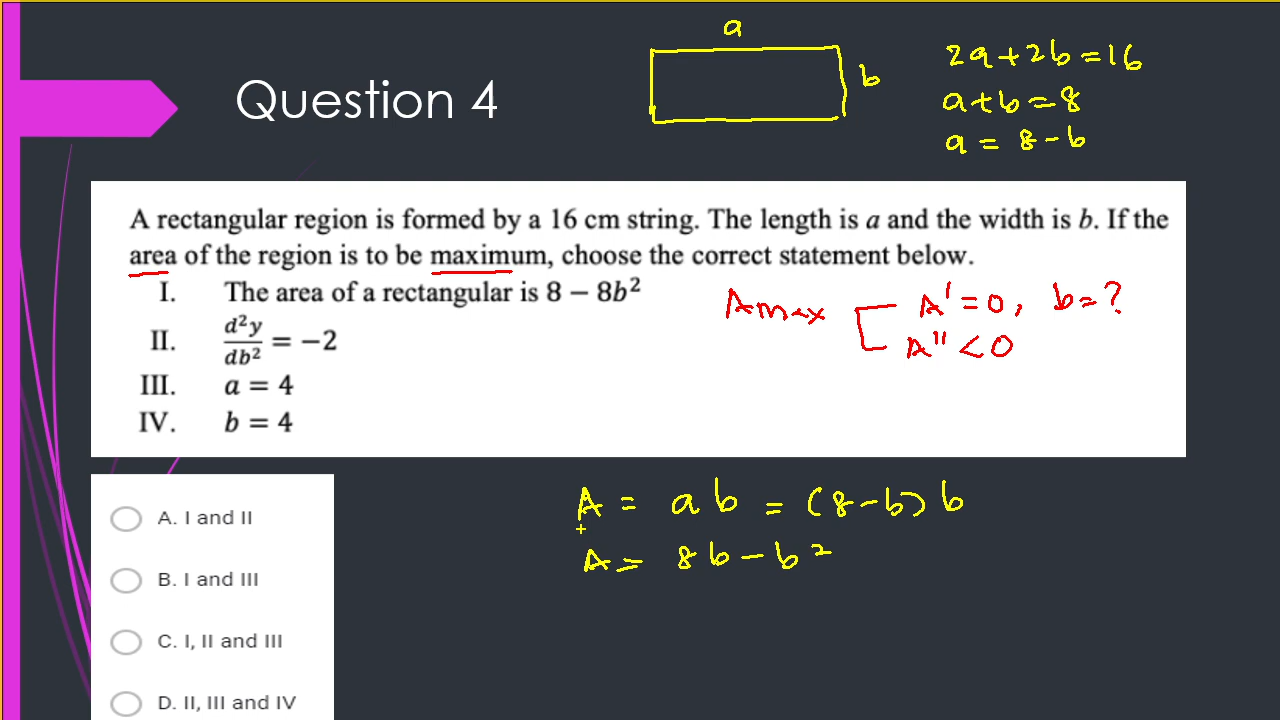 a
b
2a+2b=16
a+b=8
a = 8-b
Question 4
A rectangular region is formed by a 16 cm string. The length is a and the width is b. If the
area of the region is to be maximum, choose the correct statement below.
I. The area of a rectangular is 8 − 8b²
II. d²y/db² = −2
III. a = 4
IV. b = 4
Amax A'=0, b=?
A''<0
A. I and II
B. I and III
C. I, II and III
D. II, III and IV
A = ab = (8-b)b
A = 8b-b²